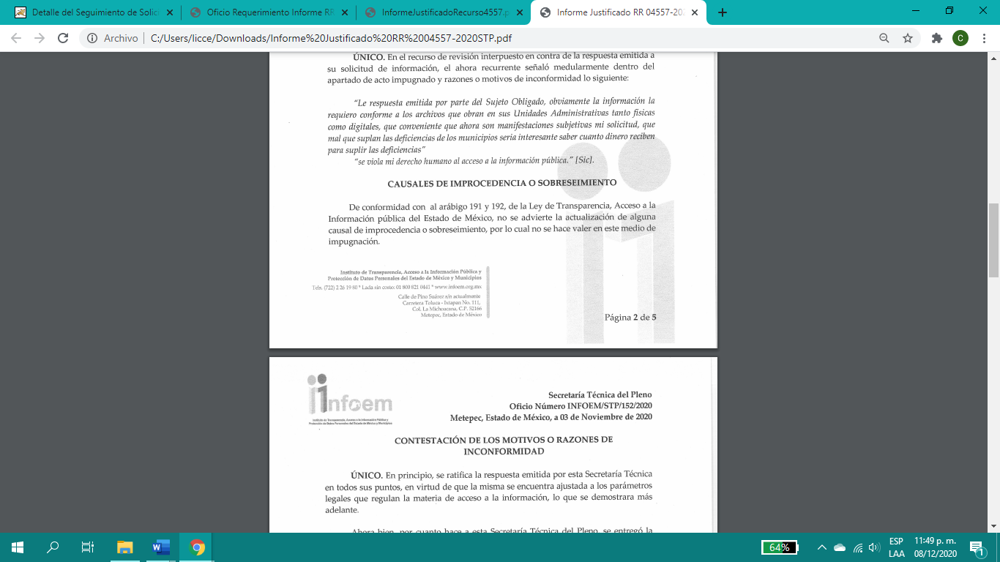 Detalle del Seguimiento de Solic
Oficio Requerimiento Informe RR
InformeJustificadoRecurso4557.p
Informe Justificado RR 04557-202
Archivo
C:/Users/licce/Downloads/Informe%20Justificado%20RR%2004557-2020STP.pdf
C
ÚNICO. En el recurso de revisión interpuesto en contra de la respuesta emitida a
su solicitud de información, el ahora recurrente señaló medularmente dentro del
apartado de acto impugnado y razones o motivos de inconformidad lo siguiente:
“Le respuesta emitida por parte del Sujeto Obligado, obviamente la información la
requiero conforme a los archivos que obran en sus Unidades Administrativas tanto físicas
como digitales, que conveniente que ahora son manifestaciones subjetivas mi solicitud, que
mal que suplan las deficiencias de los municipios seria interesante saber cuanto dinero reciben
para suplir las deficiencias”
“se viola mi derecho humano al acceso a la información pública.” [Sic].
CAUSALES DE IMPROCEDENCIA O SOBRESEIMIENTO
De conformidad con al arábigo 191 y 192, de la Ley de Transparencia, Acceso a la
Información pública del Estado de México, no se advierte la actualización de alguna
causal de improcedencia o sobreseimiento, por lo cual no se hace valer en este medio de
impugnación.
Instituto de Transparencia, Acceso a la Información Pública y
Protección de Datos Personales del Estado de México y Municipios
Tels. (722) 2 26 19 80 * Lada sin costo: 01 800 821 0441 * www.infoem.org.mx
Calle de Pino Suárez s/n actualmente
Carretera Toluca - Ixtapan No. 111,
Col. La Michoacana, C.P. 52166
Metepec, Estado de México
Página 2 de 5
infoem
Instituto de Transparencia, Acceso a la Información Pública y
Protección de Datos Personales del Estado de México y Municipios
Secretaría Técnica del Pleno
Oficio Número INFOEM/STP/152/2020
Metepec, Estado de México, a 03 de Noviembre de 2020
CONTESTACIÓN DE LOS MOTIVOS O RAZONES DE
INCONFORMIDAD
ÚNICO. En principio, se ratifica la respuesta emitida por esta Secretaría Técnica
en todos sus puntos, en virtud de que la misma se encuentra ajustada a los parámetros
legales que regulan la materia de acceso a la información, lo que se demostrara más
adelante.
Ahora bien, por cuanto hace a esta Secretaría Técnica del Pleno, se entregó la
64%
ESP
LAA
11:49 p. m.
08/12/2020
1